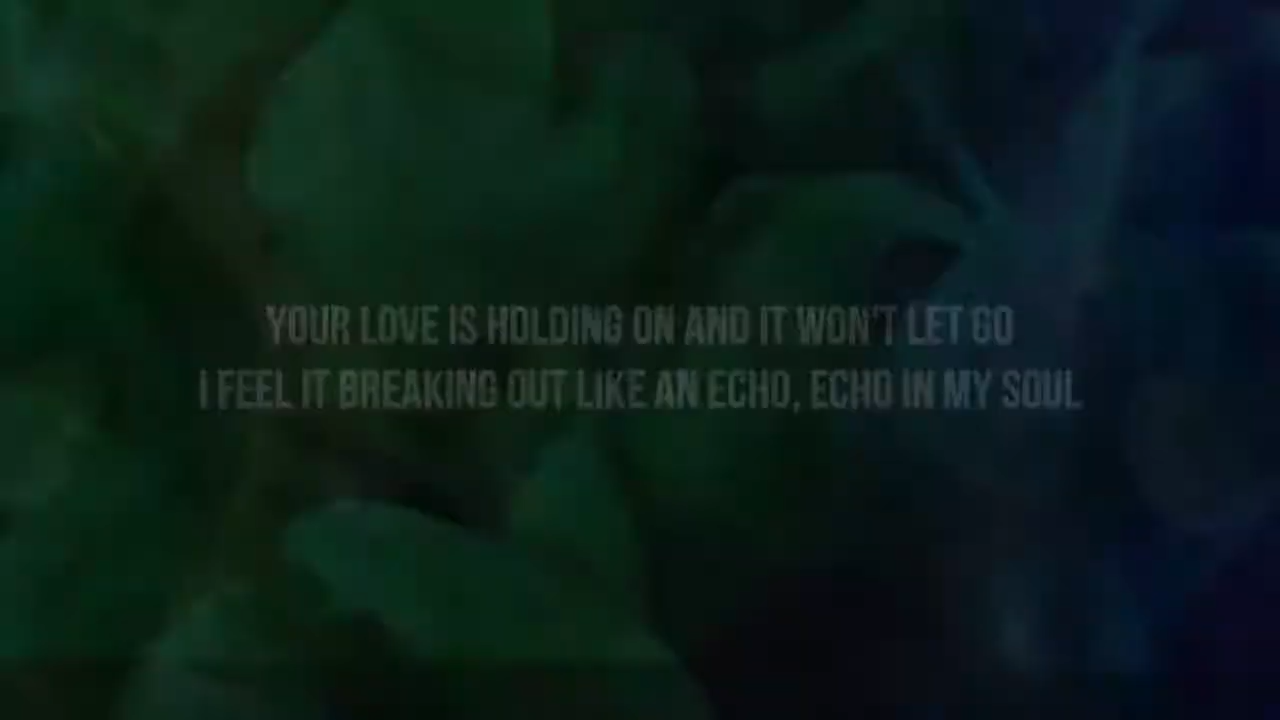 YOUR LOVE IS HOLDING ON AND IT WON'T LET GO
I FEEL IT BREAKING OUT LIKE AN ECHO, ECHO IN MY SOUL